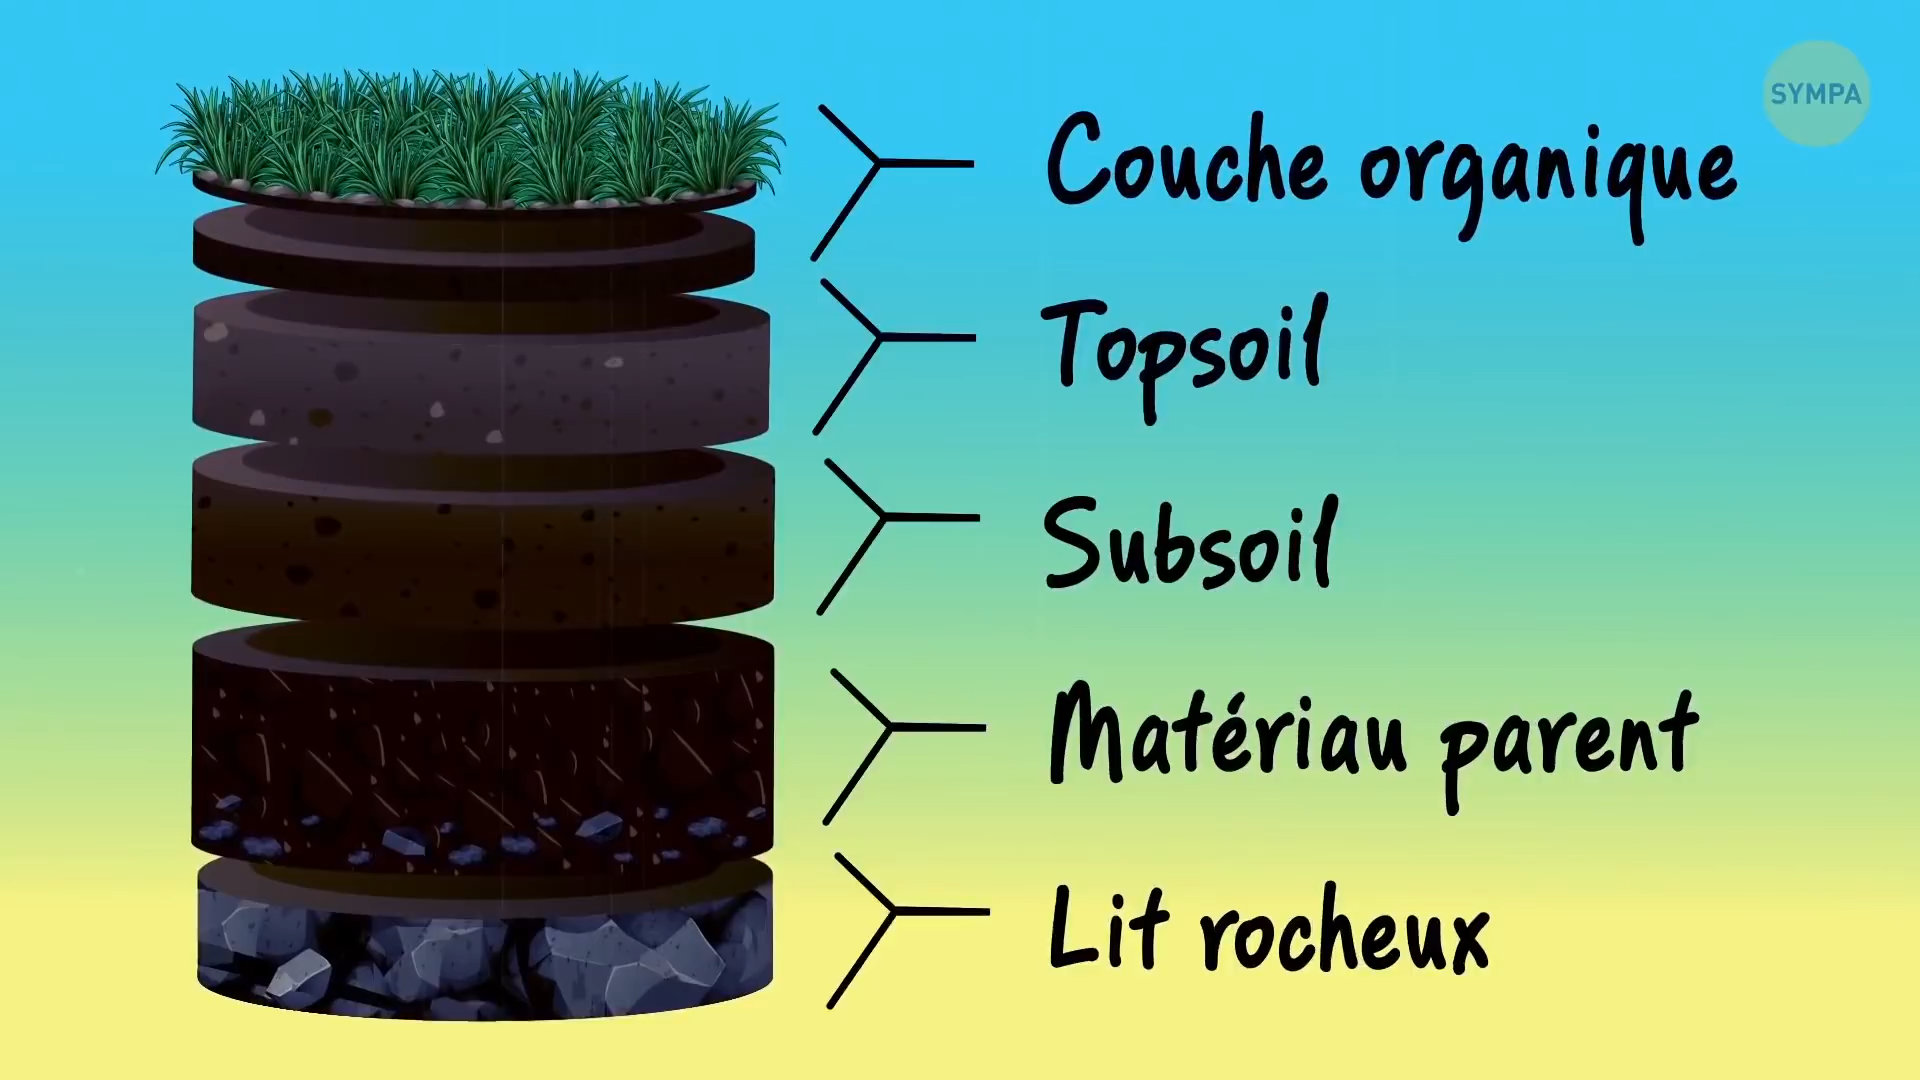 SYMPA
Couche organique
Topsoil
Subsoil
Matériau parent
Lit rocheux